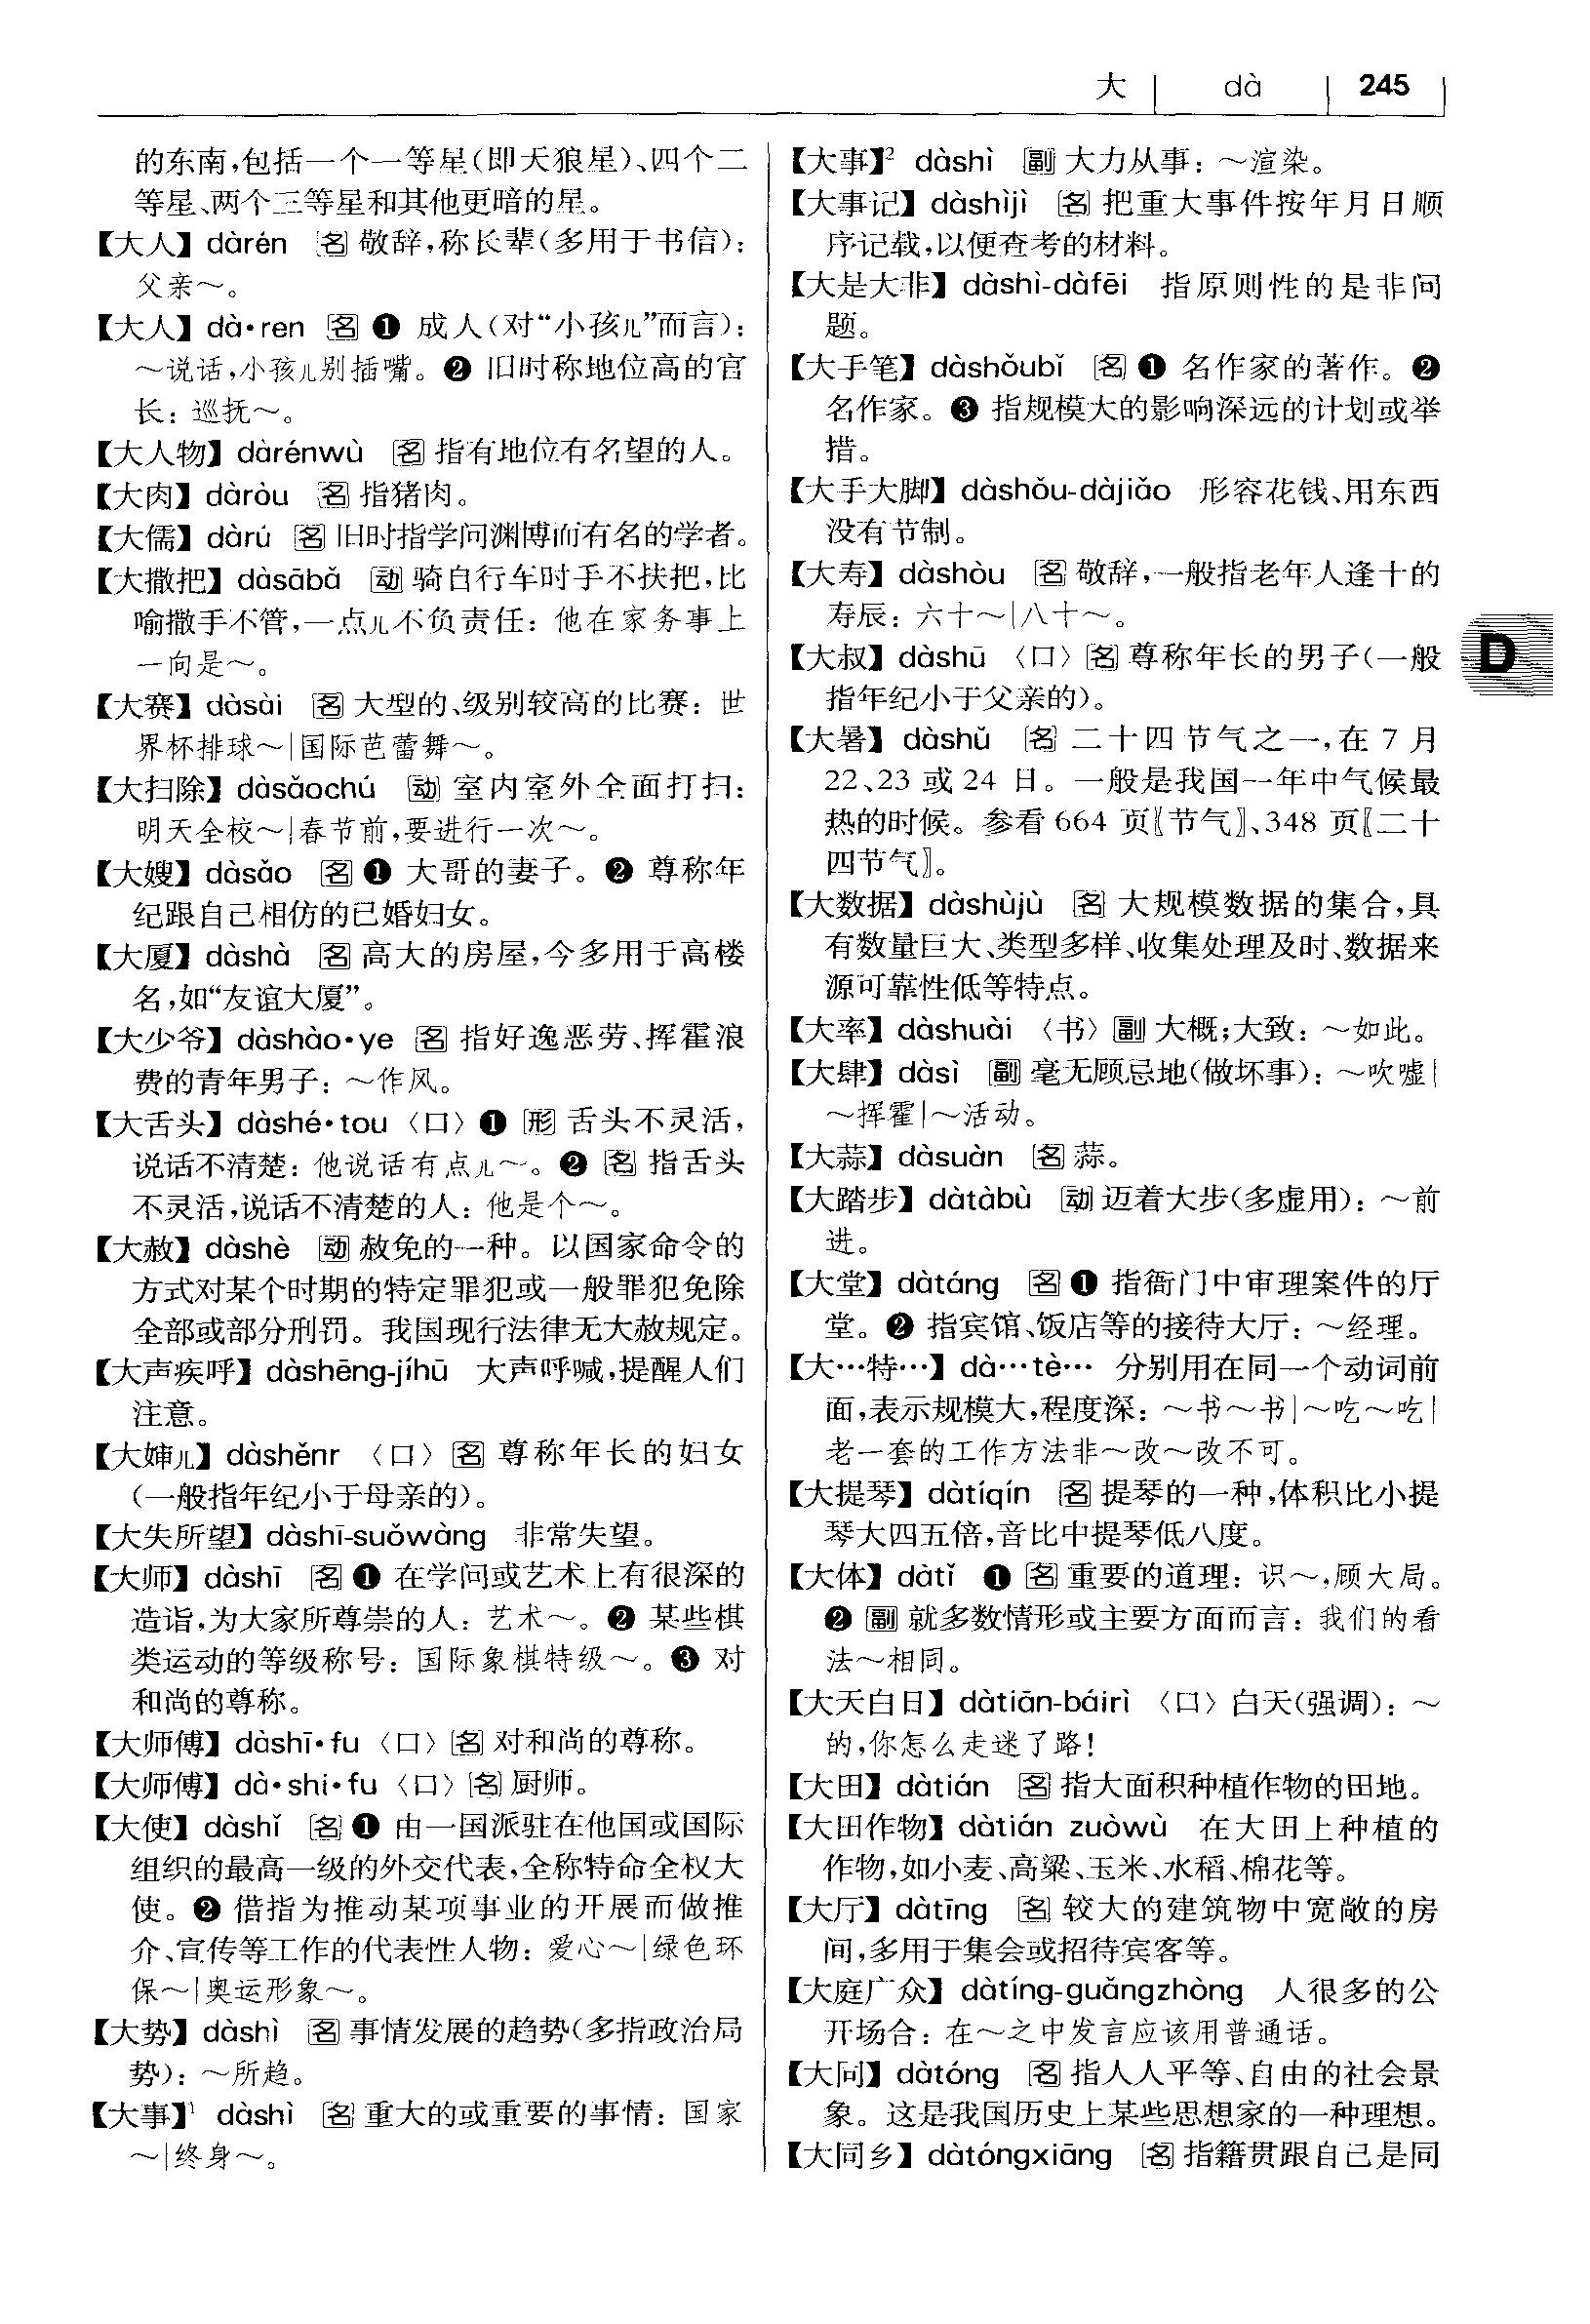 大 dà 245
的东南,包括一个一等星(即天狼星)、四个二
等星、两个三等星和其他更暗的星。
【大人】dàrén 名 敬辞,称长辈(多用于书信):
父亲~。
【大人】dà·ren 名 ❶ 成人(对“小孩儿”而言):
~说话,小孩儿别插嘴。❷ 旧时称地位高的官
长:巡抚~。
【大人物】dàrénwù 名 指有地位有名望的人。
【大肉】dàròu 名 指猪肉。
【大儒】dàrú 名 旧时指学问渊博而有名的学者。
【大撒把】dàsābǎ 动 骑自行车时手不扶把,比
喻撒手不管,一点儿不负责任:他在家务事上
一向是~。
【大赛】dàsài 名 大型的、级别较高的比赛:世
界杯排球~|国际芭蕾舞~。
【大扫除】dàsǎochú 动 室内室外全面打扫:
明天全校~|春节前,要进行一次~。
【大嫂】dàsǎo 名 ❶ 大哥的妻子。❷ 尊称年
纪跟自己相仿的已婚妇女。
【大厦】dàshà 名 高大的房屋,今多用于高楼
名,如“友谊大厦”。
【大少爷】dàshào·ye 名 指好逸恶劳、挥霍浪
费的青年男子:~作风。
【大舌头】dàshé·tou 〈口〉❶ 形 舌头不灵活,
说话不清楚:他说话有点儿~。❷ 名 指舌头
不灵活,说话不清楚的人:他是个~。
【大赦】dàshè 动 赦免的一种。以国家命令的
方式对某个时期的特定罪犯或一般罪犯免除
全部或部分刑罚。我国现行法律无大赦规定。
【大声疾呼】dàshēng-jíhū 大声呼喊,提醒人们
注意。
【大婶儿】dàshěnr 〈口〉名 尊称年长的妇女
(一般指年纪小于母亲的)。
【大失所望】dàshī-suǒwàng 非常失望。
【大师】dàshī 名 ❶ 在学问或艺术上有很深的
造诣,为大家所尊崇的人:艺术~。❷ 某些棋
类运动的等级称号:国际象棋特级~。❸ 对
和尚的尊称。
【大师傅】dàshī·fu 〈口〉名 对和尚的尊称。
【大师傅】dà·shi·fu 〈口〉名 厨师。
【大使】dàshǐ 名 ❶ 由一国派驻在他国或国际
组织的最高一级的外交代表,全称特命全权大
使。❷ 借指为推动某项事业的开展而做推
介、宣传等工作的代表性人物:爱心~|绿色环
保~|奥运形象~。
【大势】dàshì 名 事情发展的趋势(多指政治局
势):~所趋。
【大事】¹ dàshì 名 重大的或重要的事情:国家
~|终身~。
【大事】² dàshì 副 大力从事:~渲染。
【大事记】dàshìjì 名 把重大事件按年月日顺
序记载,以便查考的材料。
【大是大非】dàshì-dàfēi 指原则性的是非问
题。
【大手笔】dàshǒubǐ 名 ❶ 名作家的著作。❷
名作家。❸ 指规模大的影响深远的计划或举
措。
【大手大脚】dàshǒu-dàjiǎo 形容花钱、用东西
没有节制。
【大寿】dàshòu 名 敬辞,一般指老年人逢十的
寿辰:六十~|八十~。
【大叔】dàshū 〈口〉名 尊称年长的男子(一般
指年纪小于父亲的)。
D
【大暑】dàshǔ 名 二十四节气之一,在 7 月
22、23 或 24 日。一般是我国一年中气候最
热的时候。参看 664 页〖节气〗、348 页〖二十
四节气〗。
【大数据】dàshùjù 名 大规模数据的集合,具
有数量巨大、类型多样、收集处理及时、数据来
源可靠性低等特点。
【大率】dàshuài 〈书〉副 大概;大致:~如此。
【大肆】dàsì 副 毫无顾忌地(做坏事):~吹嘘|
~挥霍|~活动。
【大蒜】dàsuàn 名 蒜。
【大踏步】dàtàbù 动 迈着大步(多虚用):~前
进。
【大堂】dàtáng 名 ❶ 指衙门中审理案件的厅
堂。❷ 指宾馆、饭店等的接待大厅:~经理。
【大…特…】dà…tè… 分别用在同一个动词前
面,表示规模大,程度深:~书~书|~吃~吃|
老一套的工作方法非~改~改不可。
【大提琴】dàtíqín 名 提琴的一种,体积比小提
琴大四五倍,音比中提琴低八度。
【大体】dàtǐ ❶ 名 重要的道理:识~,顾大局。
❷ 副 就多数情形或主要方面而言:我们的看
法~相同。
【大天白日】dàtiān-báirì 〈口〉白天(强调):~
的,你怎么走迷了路!
【大田】dàtián 名 指大面积种植作物的田地。
【大田作物】dàtián zuòwù 在大田上种植的
作物,如小麦、高粱、玉米、水稻、棉花等。
【大厅】dàtīng 名 较大的建筑物中宽敞的房
间,多用于集会或招待宾客等。
【大庭广众】dàtíng-guǎngzhòng 人很多的公
开场合:在~之中发言应该用普通话。
【大同】dàtóng 名 指人人平等、自由的社会景
象。这是我国历史上某些思想家的一种理想。
【大同乡】dàtóngxiāng 名 指籍贯跟自己是同